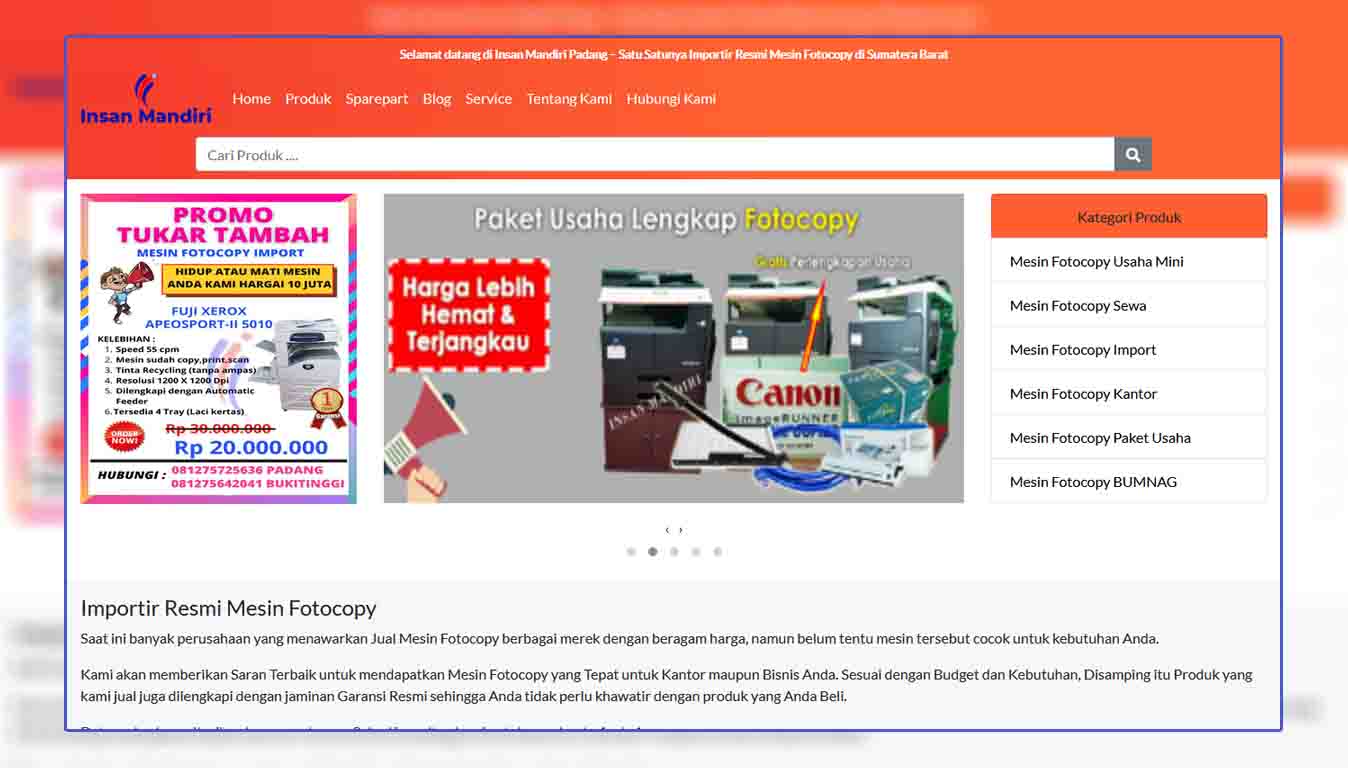 Selamat datang di Insan Mandiri Padang – Satu Satunya Importir Resmi Mesin Fotocopy di Sumatera Barat
Insan Mandiri
Home Produk Sparepart Blog Service Tentang Kami Hubungi Kami
Cari Produk ....
PROMO
TUKAR TAMBAH
MESIN FOTOCOPY IMPORT
HIDUP ATAU MATI MESIN
ANDA KAMI HARGAI 10 JUTA
FUJI XEROX
APEOSPORT-II 5010
KELEBIHAN :
1. Speed 55 cpm
2. Mesin sudah copy,print,scan
3. Tinta Recycling (tanpa ampas)
4. Resolusi 1200 X 1200 Dpi
5. Dilengkapi dengan Automatic
Feeder
6. Tersedia 4 Tray (Laci kertas)
1
Garansi
ORDER
NOW!
Rp 30.000.000
Rp 20.000.000
HUBUNGI : 081275725636 PADANG
081275642041 BUKITINGGI
Paket Usaha Lengkap Fotocopy
Gratis Perlengkapan Usaha
Harga Lebih
Hemat &
Terjangkau
INSAN MANDIRI
Canon
imageRUNNER
Kategori Produk
Mesin Fotocopy Usaha Mini
Mesin Fotocopy Sewa
Mesin Fotocopy Import
Mesin Fotocopy Kantor
Mesin Fotocopy Paket Usaha
Mesin Fotocopy BUMNAG
‹ ›
Importir Resmi Mesin Fotocopy
Saat ini banyak perusahaan yang menawarkan Jual Mesin Fotocopy berbagai merek dengan beragam harga, namun belum tentu mesin tersebut cocok untuk kebutuhan Anda.
Kami akan memberikan Saran Terbaik untuk mendapatkan Mesin Fotocopy yang Tepat untuk Kantor maupun Bisnis Anda. Sesuai dengan Budget dan Kebutuhan, Disamping itu Produk yang
kami jual juga dilengkapi dengan jaminan Garansi Resmi sehingga Anda tidak perlu khawatir dengan produk yang Anda Beli.